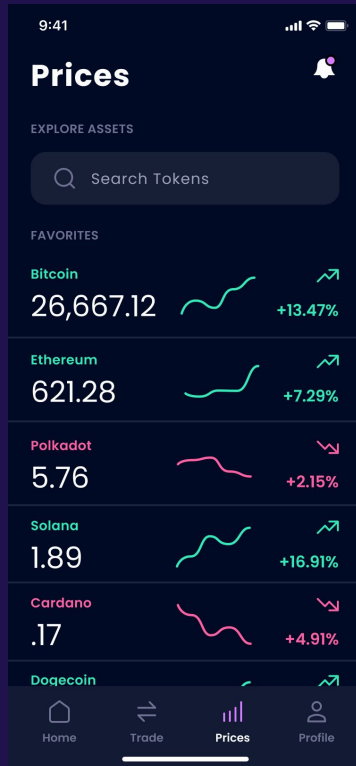 9:41
Prices
EXPLORE ASSETS
Search Tokens
FAVORITES
Bitcoin
26,667.12
+13.47%
Ethereum
621.28
+7.29%
Polkadot
5.76
+2.15%
Solana
1.89
+16.91%
Cardano
.17
+4.91%
Dogecoin
Home Trade Prices Profile